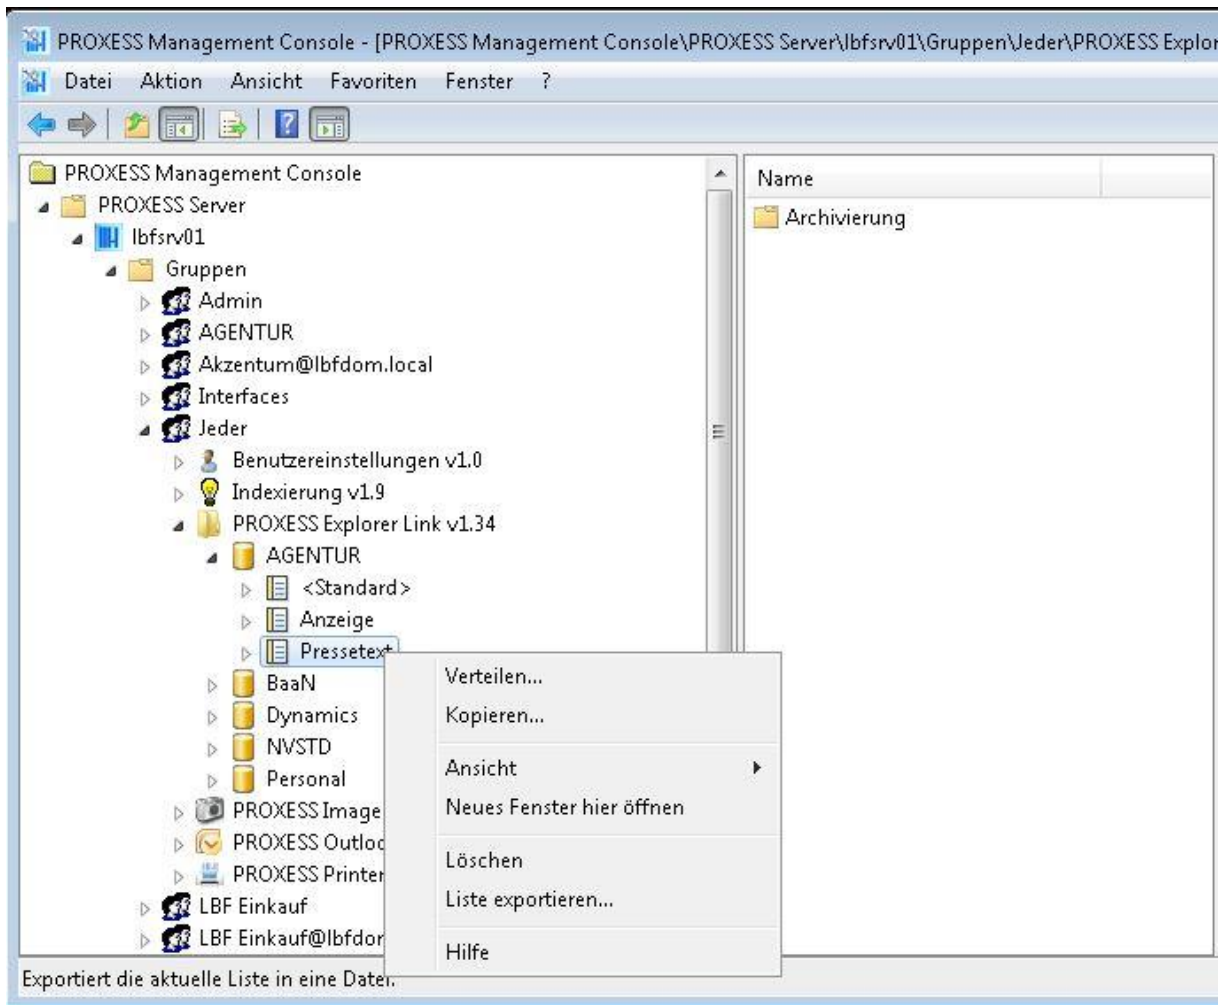 PROXESS Management Console - [PROXESS Management Console\PROXESS Server\lbfsrv01\Gruppen\Jeder\PROXESS Explor
Datei Aktion Ansicht Favoriten Fenster ?
PROXESS Management Console
PROXESS Server
lbfsrv01
Gruppen
Admin
AGENTUR
Akzentum@lbfdom.local
Interfaces
Jeder
Benutzereinstellungen v1.0
Indexierung v1.9
PROXESS Explorer Link v1.34
AGENTUR
<Standard>
Anzeige
Pressetext
BaaN
Dynamics
NVSTD
Personal
PROXESS Image
PROXESS Outloo
PROXESS Printer
LBF Einkauf
LBF Einkauf@lbfdor
Name
Archivierung
Verteilen...
Kopieren...
Ansicht
Neues Fenster hier öffnen
Löschen
Liste exportieren...
Hilfe
Exportiert die aktuelle Liste in eine Datei.